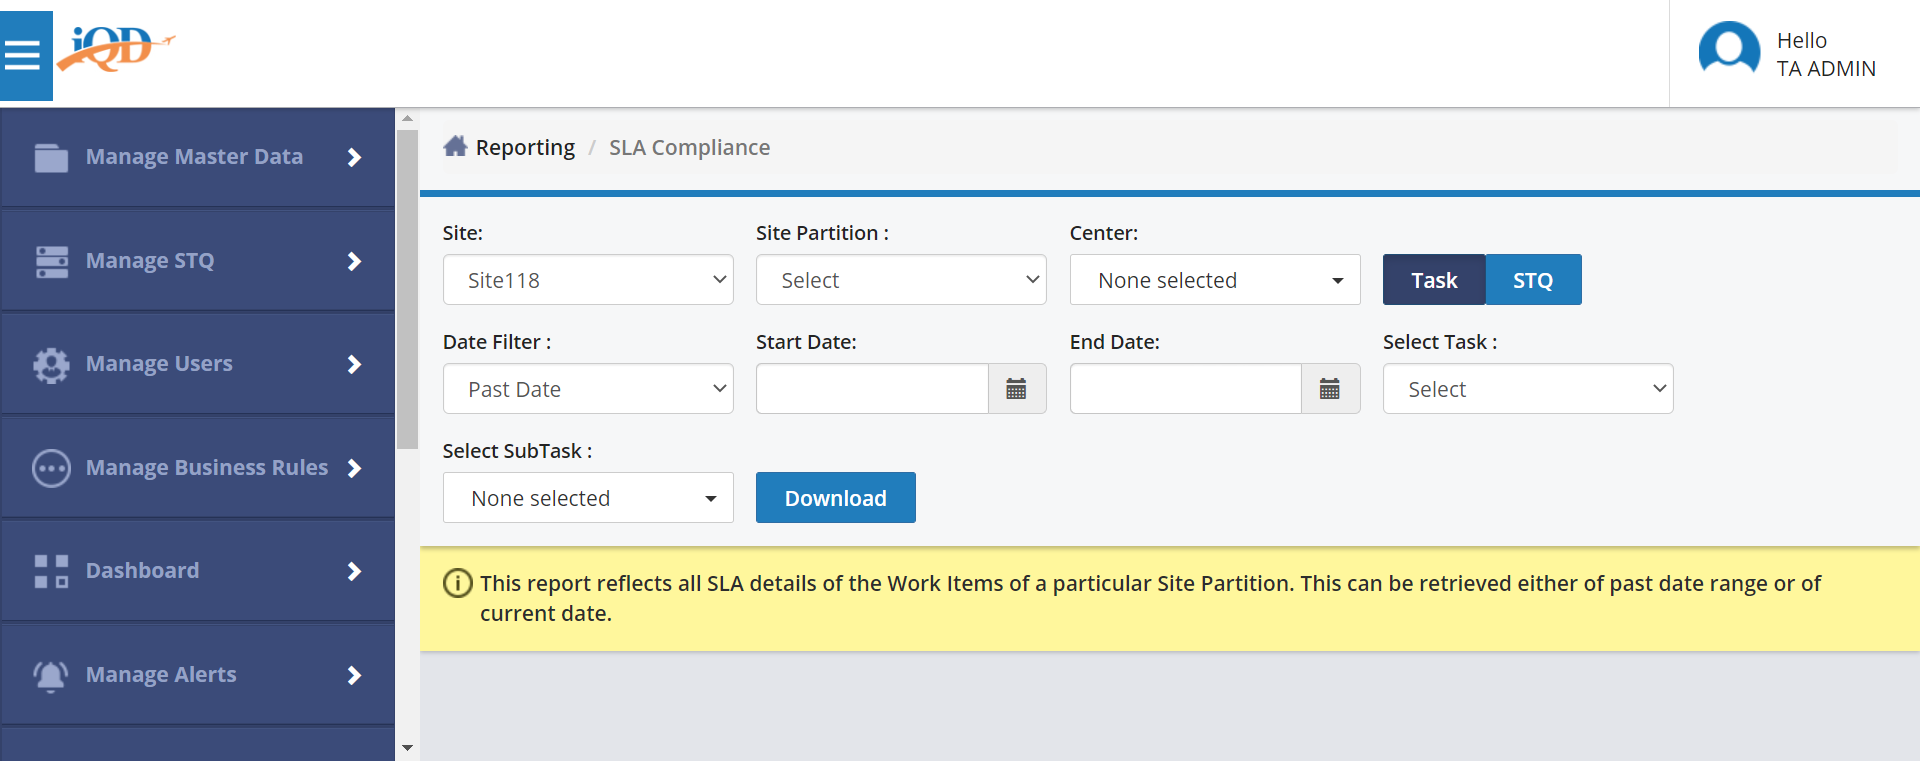 iQD
Hello
TA ADMIN
Manage Master Data
Manage STQ
Manage Users
Manage Business Rules
Dashboard
Manage Alerts
Reporting / SLA Compliance
Site:
Site Partition :
Center:
Site118
Select
None selected
Task
STQ
Date Filter :
Start Date:
End Date:
Select Task :
Past Date
Select
Select SubTask :
None selected
Download
This report reflects all SLA details of the Work Items of a particular Site Partition. This can be retrieved either of past date range or of
current date.